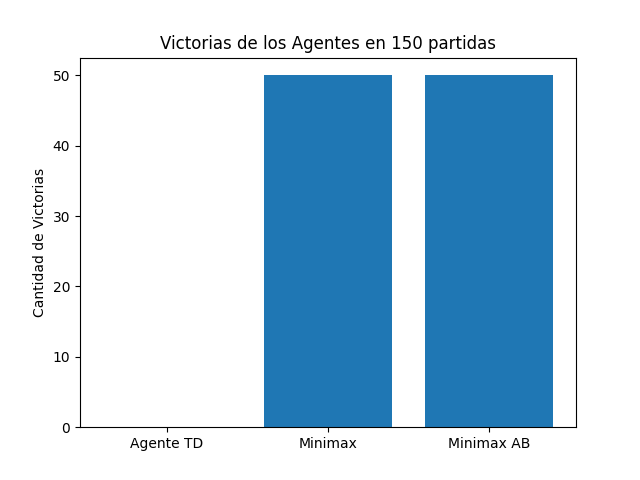 Victorias de los Agentes en 150 partidas
Cantidad de Victorias
50
40
30
20
10
0
Agente TD
Minimax
Minimax AB